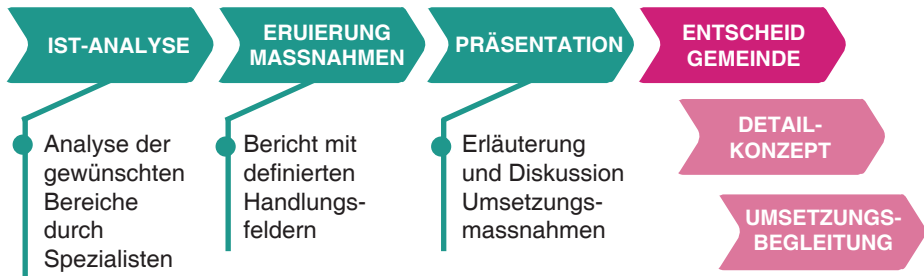 IST-ANALYSE
ERUIERUNG
MASSNAHMEN
PRÄSENTATION
ENTSCHEID
GEMEINDE
Analyse der
gewünschten
Bereiche
durch
Spezialisten
Bericht mit
definierten
Handlungs-
feldern
Erläuterung
und Diskussion
Umsetzungs-
massnahmen
DETAIL-
KONZEPT
UMSETZUNGS-
BEGLEITUNG